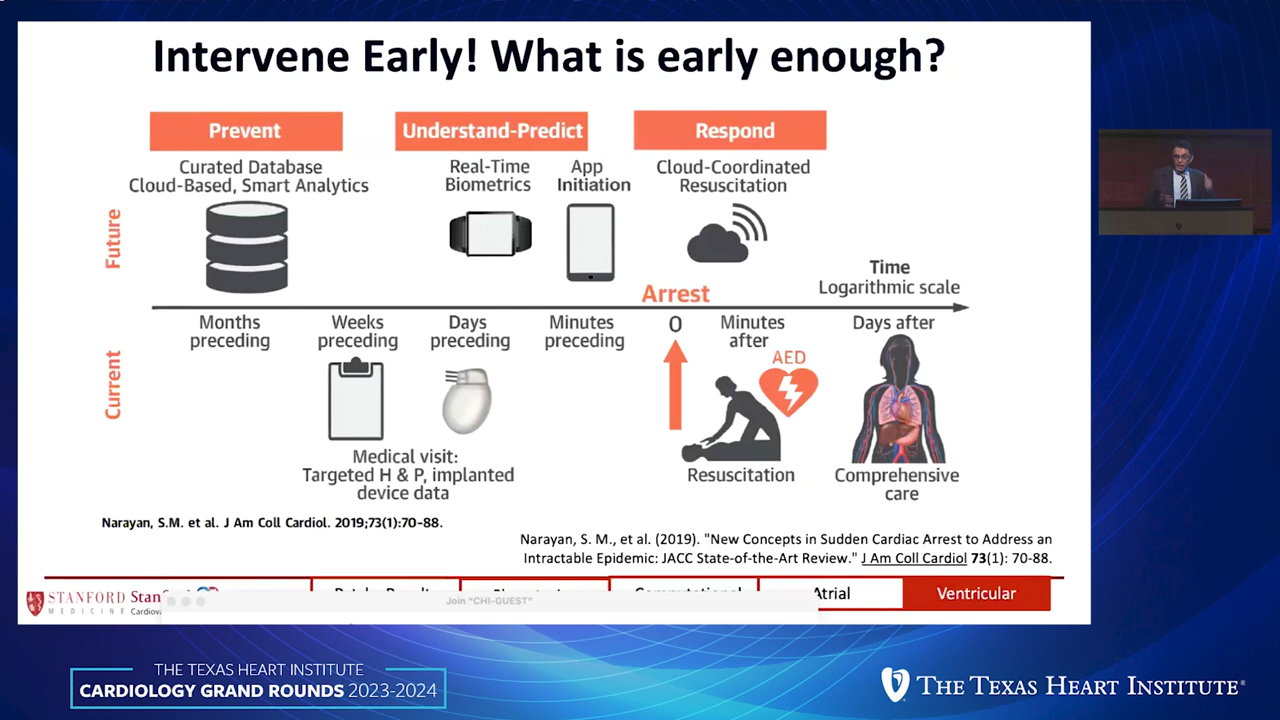 Intervene Early! What is early enough?
Prevent
Understand-Predict
Respond
Curated Database
Cloud-Based, Smart Analytics
Real-Time
Biometrics
App
Initiation
Cloud-Coordinated
Resuscitation
Future
Time
Logarithmic scale
Arrest
Months
preceding
Weeks
preceding
Days
preceding
Minutes
preceding
0
Minutes
after
Days after
Current
AED
Medical visit:
Targeted H & P, implanted
device data
Resuscitation
Comprehensive
care
Narayan, S.M. et al. J Am Coll Cardiol. 2019;73(1):70-88.
Narayan, S. M., et al. (2019). "New Concepts in Sudden Cardiac Arrest to Address an
Intractable Epidemic: JACC State-of-the-Art Review." J Am Coll Cardiol 73(1): 70-88.
STANFORD
MEDICINE
Join "CHI-GUEST"
Atrial
Ventricular
THE TEXAS HEART INSTITUTE
CARDIOLOGY GRAND ROUNDS 2023-2024
THE TEXAS HEART INSTITUTE®